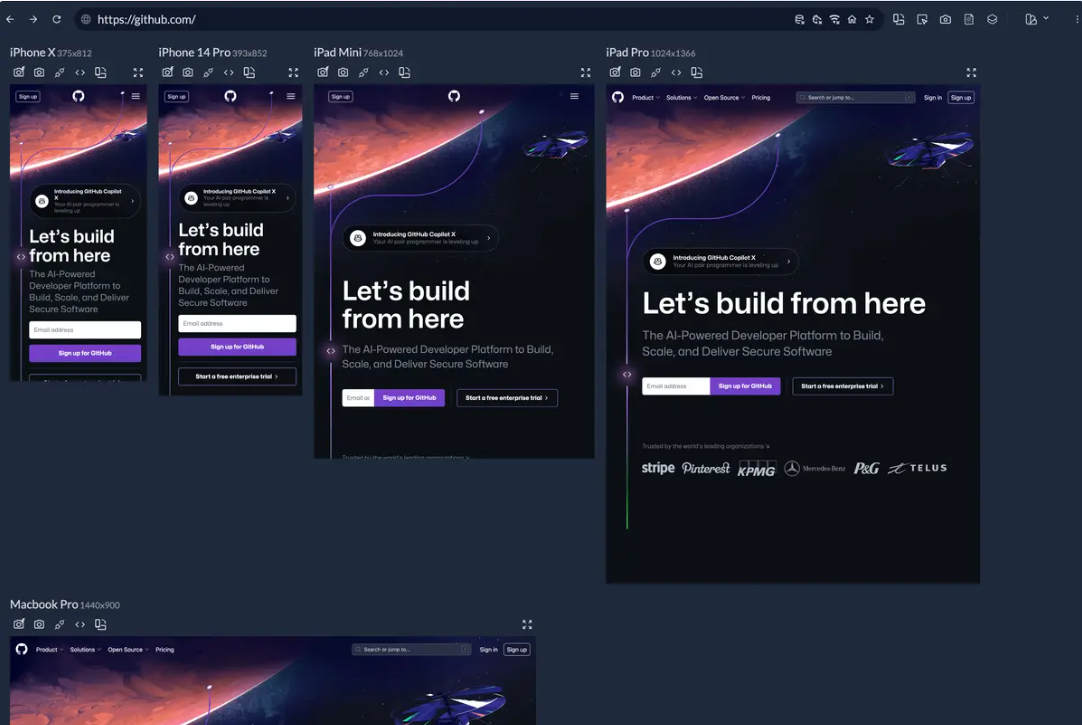 https://github.com/
iPhone X 375x812
Sign up
Introducing GitHub Copilot
X
Your AI pair programmer is
leveling up
Let's build
from here
The AI-Powered
Developer Platform to
Build, Scale, and Deliver
Secure Software
Email address
Sign up for GitHub
iPhone 14 Pro 393x852
Sign up
Introducing GitHub Copilot X
Your AI pair programmer is
leveling up
Let's build
from here
The AI-Powered
Developer Platform to
Build, Scale, and Deliver
Secure Software
Email address
Sign up for GitHub
Start a free enterprise trial
iPad Mini 768x1024
Sign up
Introducing GitHub Copilot X
Your AI pair programmer is leveling up
Let's build
from here
The AI-Powered Developer Platform to Build,
Scale, and Deliver Secure Software
Email ac Sign up for GitHub Start a free enterprise trial
Trusted by the world's leading organizations
iPad Pro 1024x1366
Product Solutions Open Source Pricing Search or jump to... / Sign in Sign up
Introducing GitHub Copilot X
Your AI pair programmer is leveling up
Let's build from here
The AI-Powered Developer Platform to Build,
Scale, and Deliver Secure Software
Email address Sign up for GitHub Start a free enterprise trial
Trusted by the world's leading organizations ↘
stripe Pinterest KPMG Mercedes-Benz P&G TELUS
Macbook Pro 1440x900
Product Solutions Open Source Pricing Search or jump to... / Sign in Sign up